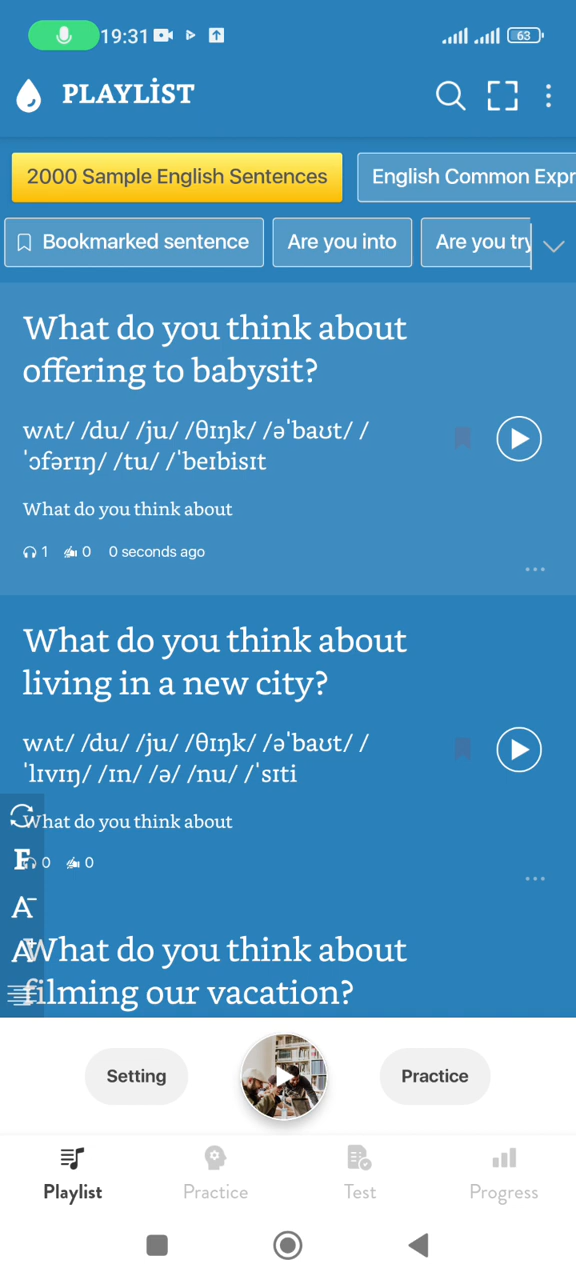 19:31
63
PLAYLİST
2000 Sample English Sentences
English Common Expr
Bookmarked sentence
Are you into
Are you try
What do you think about
offering to babysit?
wʌt/ /du/ /ju/ /θɪŋk/ /əˈbaʊt/ /
ˈɔfərɪŋ/ /tu/ /ˈbeɪbisɪt
What do you think about
1
0
0 seconds ago
What do you think about
living in a new city?
wʌt/ /du/ /ju/ /θɪŋk/ /əˈbaʊt/ /
ˈlɪvɪŋ/ /ɪn/ /ə/ /nu/ /ˈsɪti
What do you think about
F
0
0
A-
What do you think about
filming our vacation?
Setting
Practice
Playlist
Practice
Test
Progress